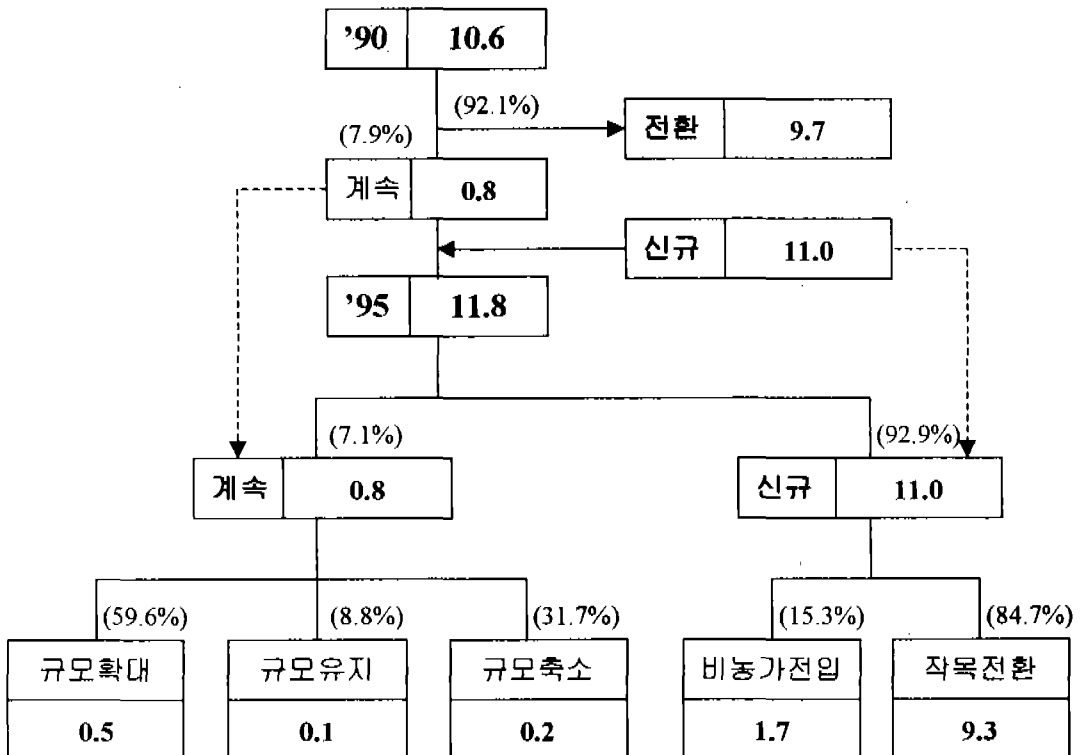 ’90 10.6
(92.1%)
전환 9.7
(7.9%)
계속 0.8
신규 11.0
’95 11.8
(7.1%) (92.9%)
계속 0.8 신규 11.0
(59.6%) (8.8%) (31.7%) (15.3%) (84.7%)
규모확대 규모유지 규모축소 비농가전입 작목전환
0.5 0.1 0.2 1.7 9.3